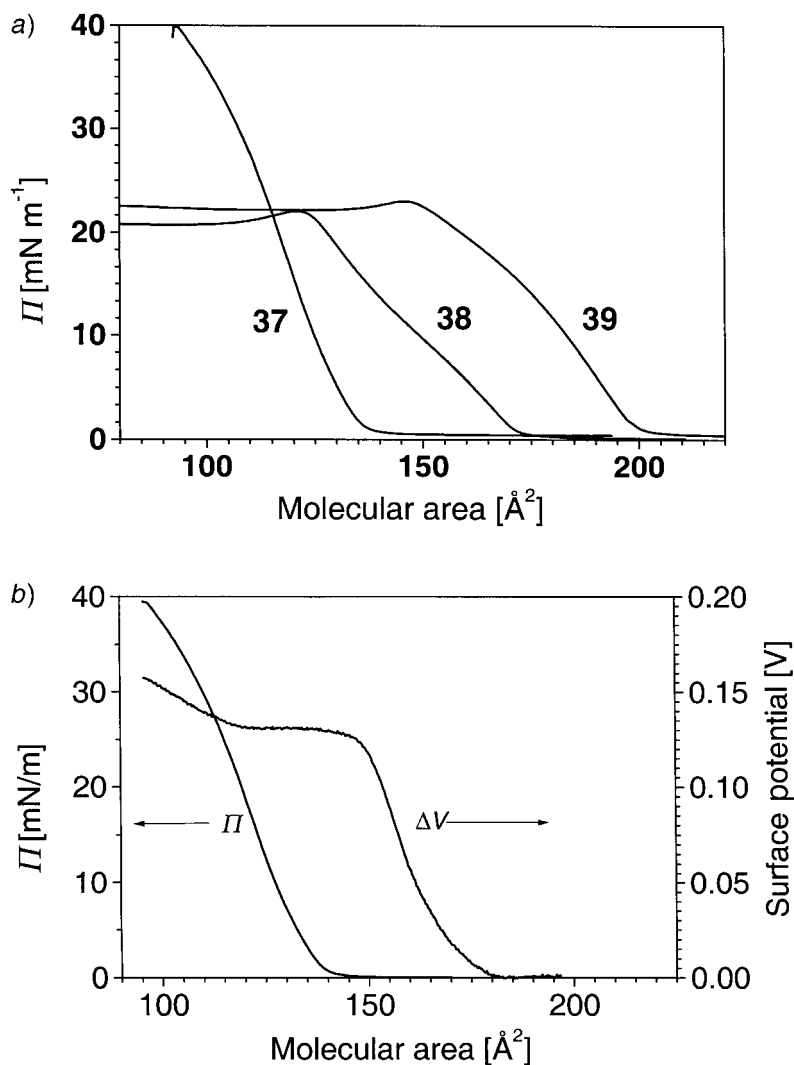 a)
40
30
20
10
0
Π [mN m⁻¹]
37
38
39
100
150
200
Molecular area [Å²]
b)
40
30
20
10
0
Π [mN/m]
Π
ΔV
0.20
0.15
0.10
0.05
0.00
Surface potential [V]
100
150
200
Molecular area [Å²]